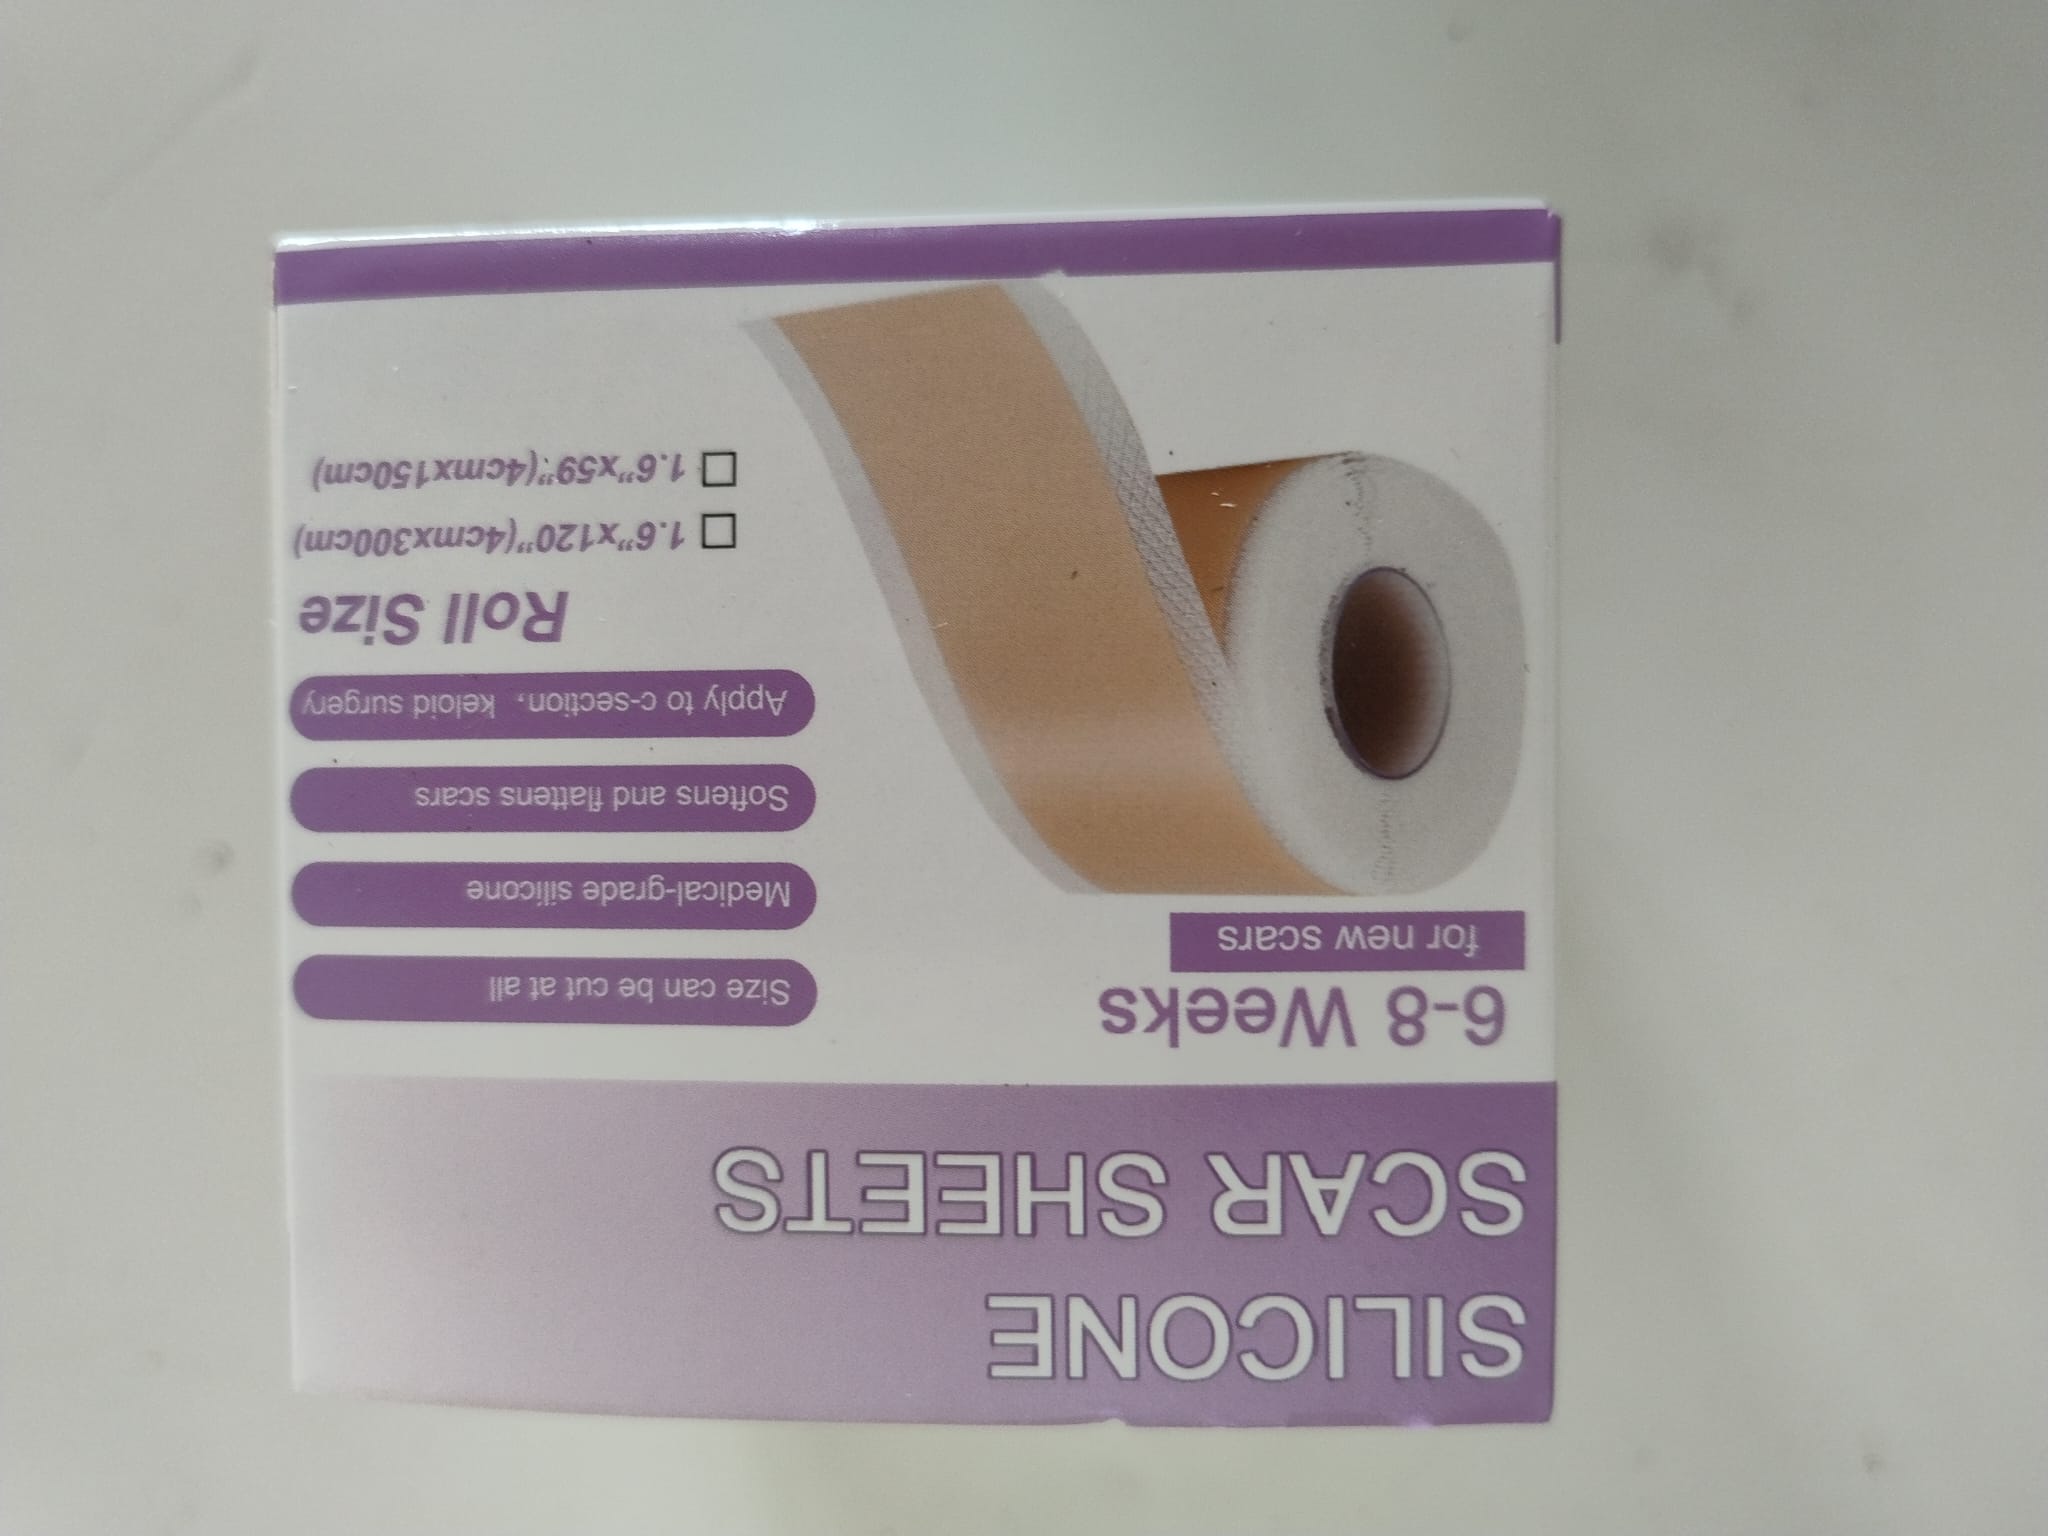 SILICONE
SCAR SHEETS
6-8 Weeks
for new scars
Size can be cut at all
Medical-grade silicone
Softens and flattens scars
Apply to c-section, keloid surgery
Roll Size
☐ 1.6"x120"(4cmx300cm)
☐ 1.6"x59"(4cmx150cm)